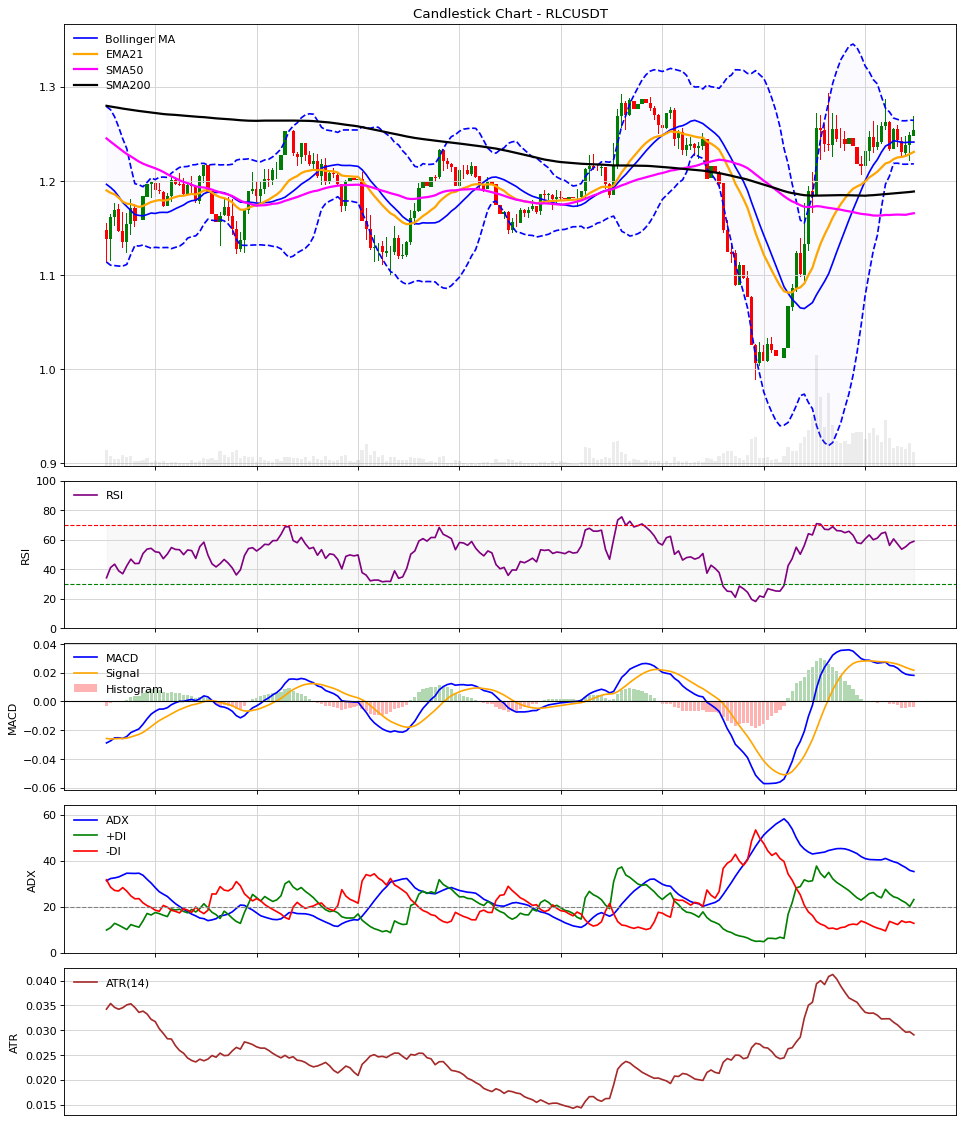 Candlestick Chart - RLCUSDT
Bollinger MA
EMA21
SMA50
SMA200
1.3
1.2
1.1
1.0
0.9
RSI
RSI
100
80
60
40
20
0
MACD
Signal
Histogram
MACD
0.04
0.02
0.00
−0.02
−0.04
−0.06
ADX
+DI
-DI
ADX
60
40
20
0
ATR(14)
ATR
0.040
0.035
0.030
0.025
0.020
0.015